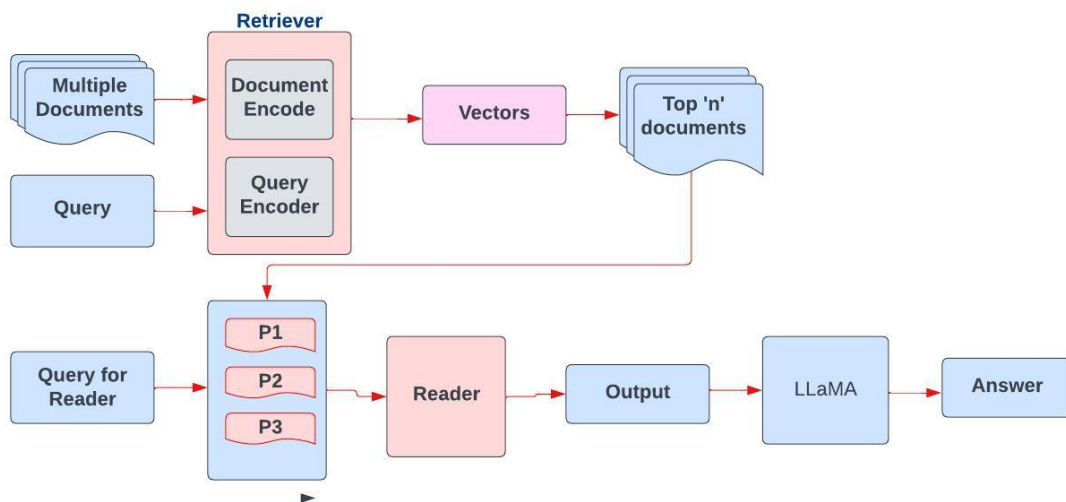 Retriever
Multiple
Documents
Document
Encode
Vectors
Top 'n'
documents
Query
Query
Encoder
P1
P2
P3
Query for
Reader
Reader
Output
LLaMA
Answer